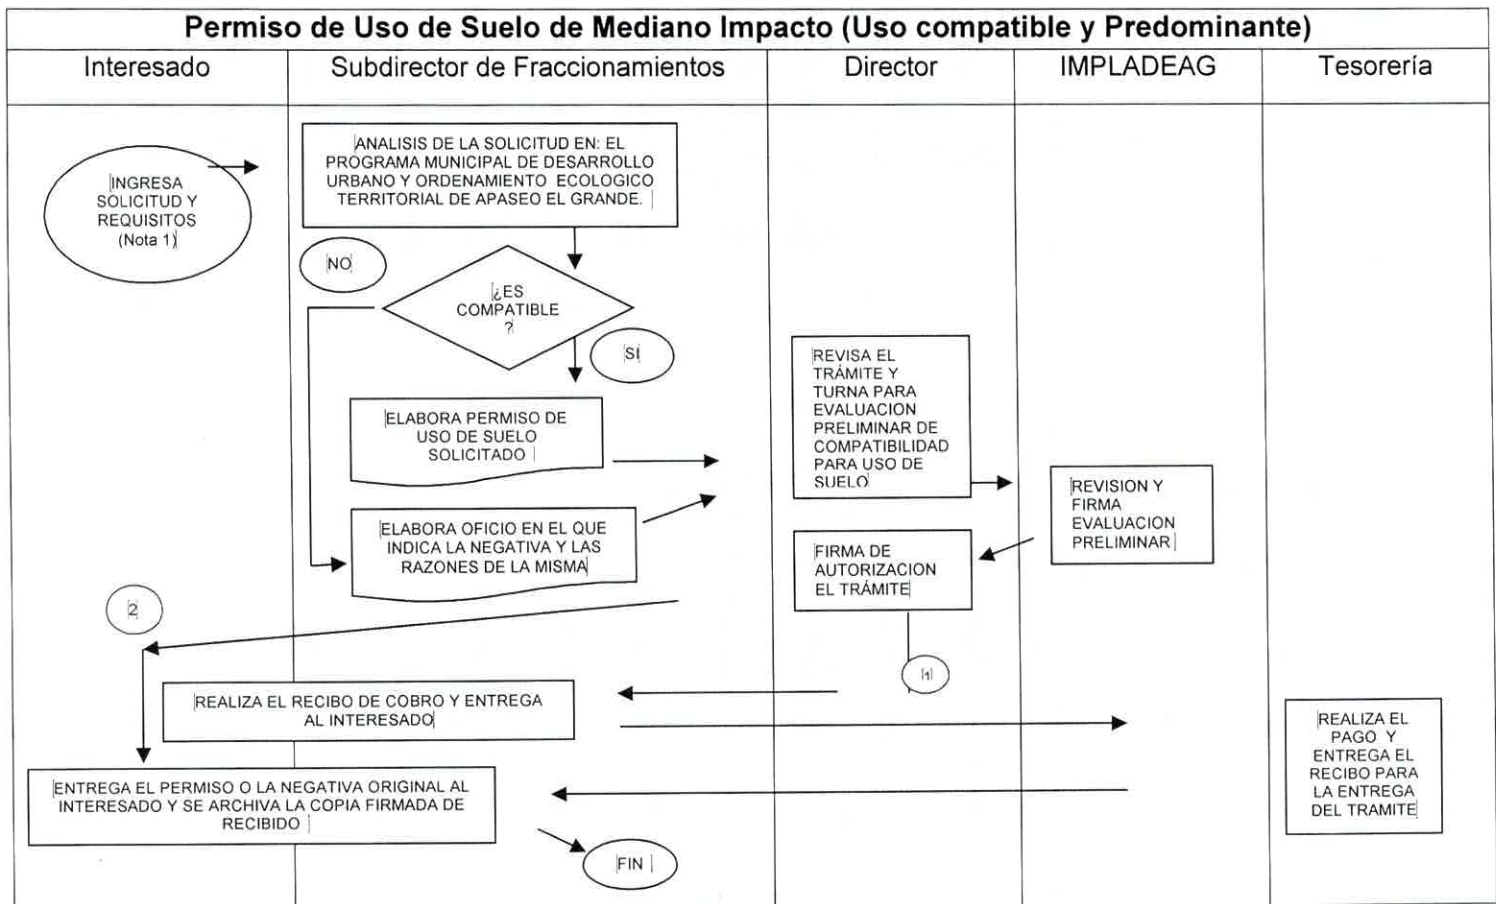 Permiso de Uso de Suelo de Mediano Impacto (Uso compatible y Predominante)
Interesado
Subdirector de Fraccionamientos
Director
IMPLADEAG
Tesorería
INGRESA
SOLICITUD Y
REQUISITOS
(Nota 1)
ANALISIS DE LA SOLICITUD EN: EL
PROGRAMA MUNICIPAL DE DESARROLLO
URBANO Y ORDENAMIENTO ECOLOGICO
TERRITORIAL DE APASEO EL GRANDE.
NO
¿ES
COMPATIBLE
?
SI
ELABORA PERMISO DE
USO DE SUELO
SOLICITADO
ELABORA OFICIO EN EL QUE
INDICA LA NEGATIVA Y LAS
RAZONES DE LA MISMA
REVISA EL
TRÁMITE Y
TURNA PARA
EVALUACION
PRELIMINAR DE
COMPATIBILIDAD
PARA USO DE
SUELO
REVISION Y
FIRMA
EVALUACION
PRELIMINAR
FIRMA DE
AUTORIZACION
EL TRÁMITE
2
1
REALIZA EL RECIBO DE COBRO Y ENTREGA
AL INTERESADO
REALIZA EL
PAGO Y
ENTREGA EL
RECIBO PARA
LA ENTREGA
DEL TRAMITE
ENTREGA EL PERMISO O LA NEGATIVA ORIGINAL AL
INTERESADO Y SE ARCHIVA LA COPIA FIRMADA DE
RECIBIDO
FIN